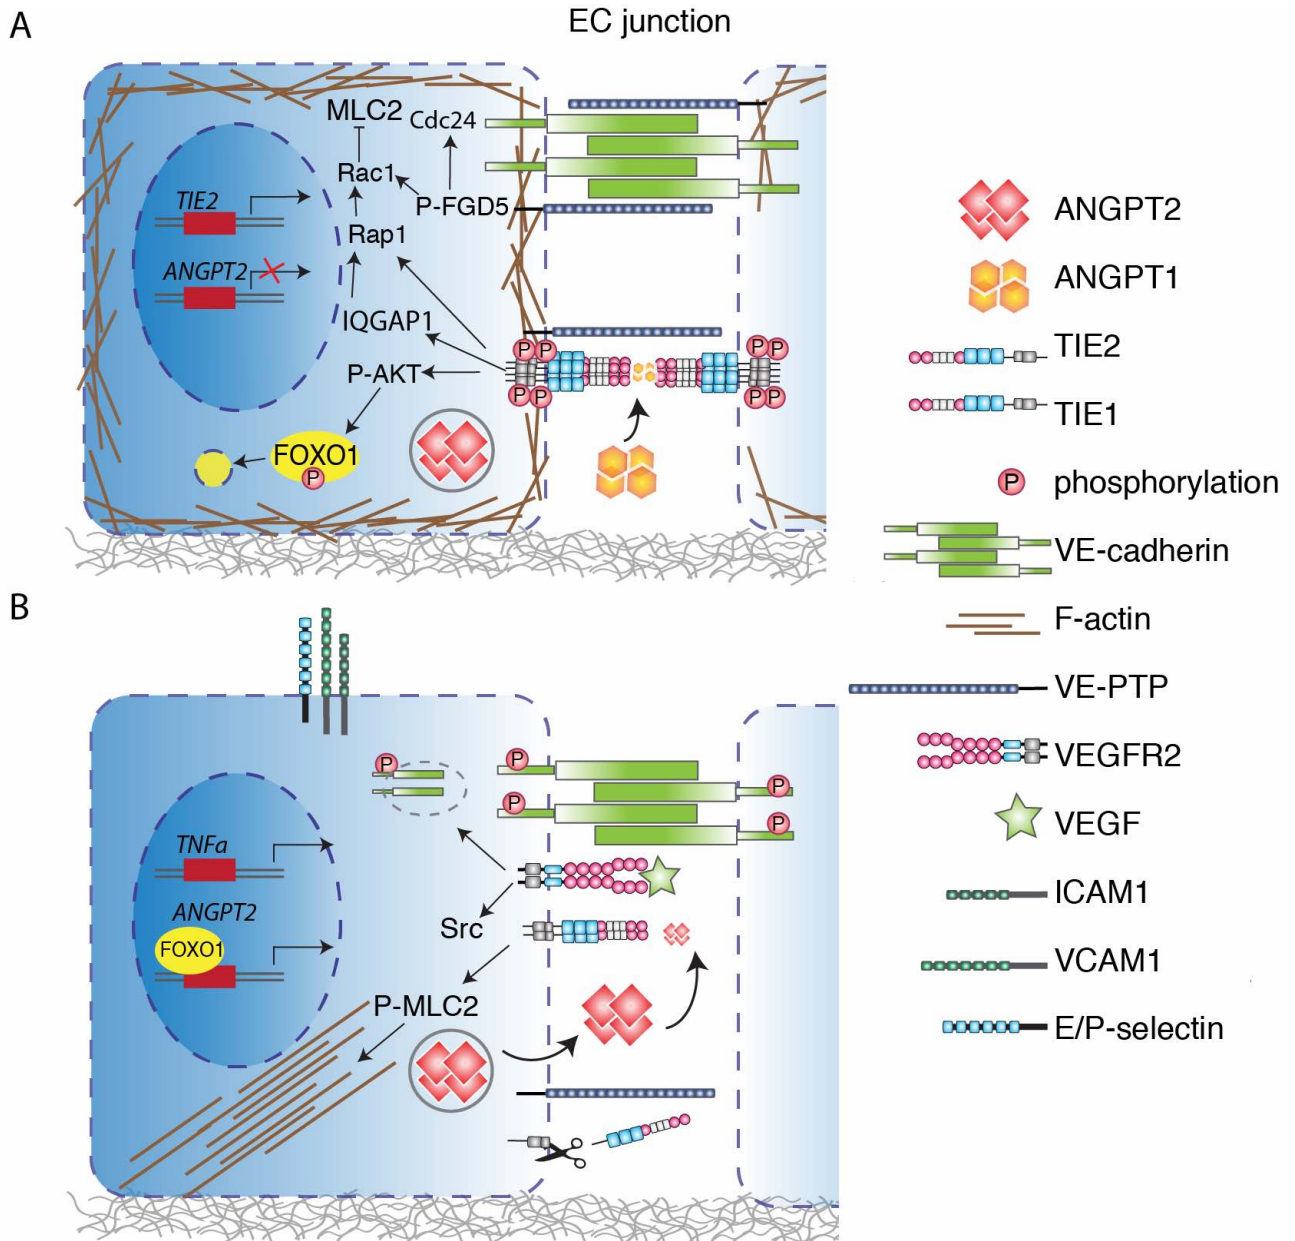 A
EC junction
MLC2
Cdc24
Rac1
TIE2
P-FGD5
Rap1
ANGPT2
IQGAP1
P-AKT
FOXO1
P
P
P
P
P
P
P
P
P
ANGPT2
ANGPT1
TIE2
TIE1
P
phosphorylation
VE-cadherin
F-actin
VE-PTP
VEGFR2
VEGF
ICAM1
VCAM1
E/P-selectin
B
P
P
P
P
P
TNFa
ANGPT2
FOXO1
Src
P-MLC2